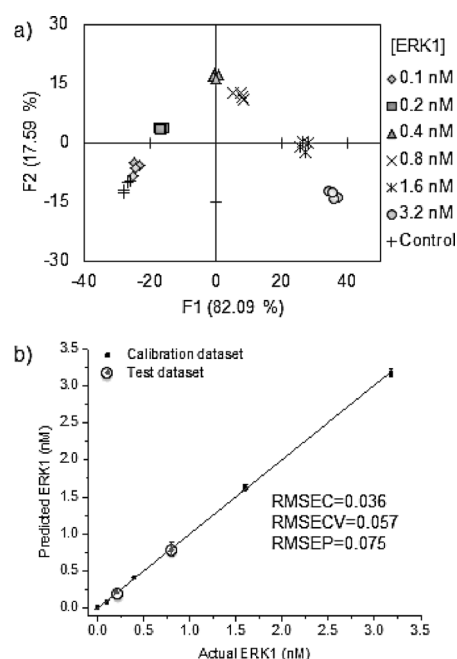 a)
30
15
0
-15
-30
F2 (17.59 %)
-40
-20
0
20
40
F1 (82.09 %)
[ERK1]
0.1 nM
0.2 nM
0.4 nM
0.8 nM
1.6 nM
3.2 nM
Control
b)
3.5
3.0
2.5
2.0
1.5
1.0
0.5
0.0
Predicted ERK1 (nM)
Calibration dataset
Test dataset
RMSEC=0.036
RMSECV=0.057
RMSEP=0.075
0.0
0.5
1.0
1.5
2.0
2.5
3.0
3.5
Actual ERK1 (nM)